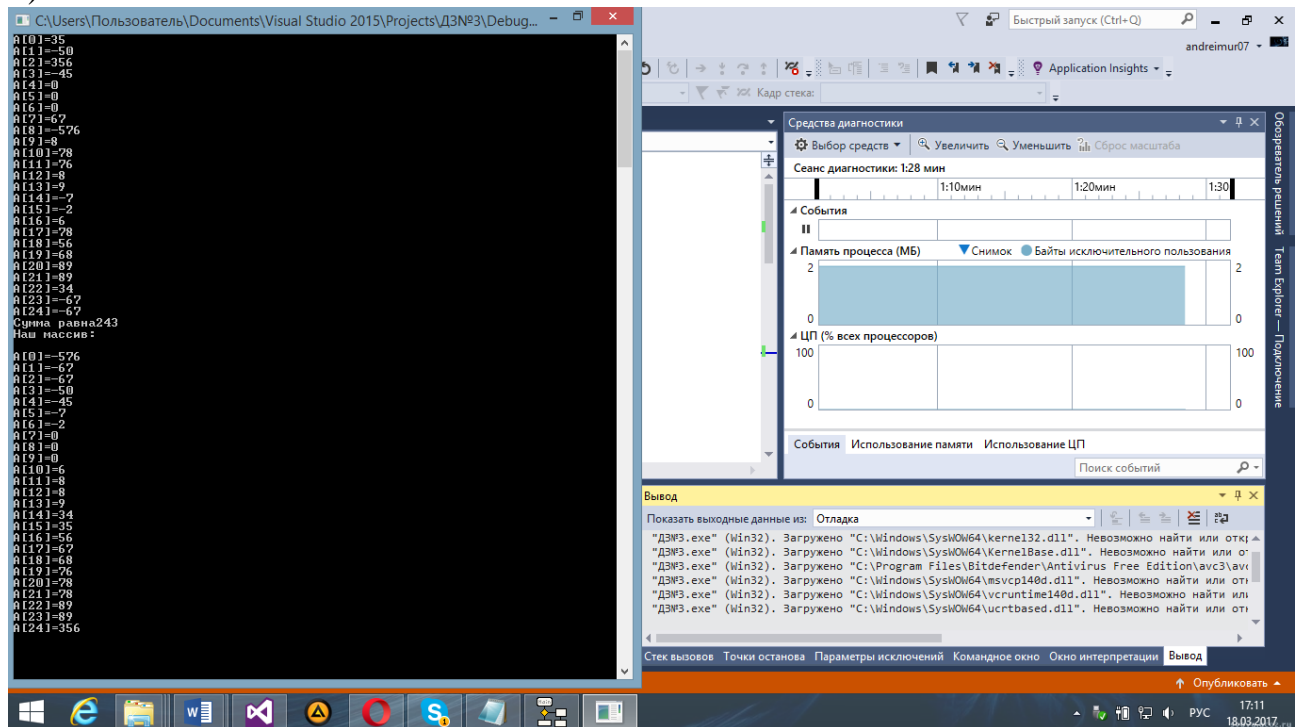 C:\Users\Пользователь\Documents\Visual Studio 2015\Projects\ДЗ№3\Debug...
A[0]=35
A[1]=-50
A[2]=356
A[3]=-45
A[4]=0
A[5]=0
A[6]=0
A[7]=67
A[8]=-576
A[9]=8
A[10]=78
A[11]=76
A[12]=8
A[13]=9
A[14]=-7
A[15]=-2
A[16]=6
A[17]=78
A[18]=56
A[19]=68
A[20]=89
A[21]=89
A[22]=34
A[23]=-67
A[24]=-67
Сумма равна243
Наш массив:
A[0]=-576
A[1]=-67
A[2]=-67
A[3]=-50
A[4]=-45
A[5]=-7
A[6]=-2
A[7]=0
A[8]=0
A[9]=0
A[10]=6
A[11]=8
A[12]=8
A[13]=9
A[14]=34
A[15]=35
A[16]=56
A[17]=67
A[18]=68
A[19]=76
A[20]=78
A[21]=78
A[22]=89
A[23]=89
A[24]=356
Быстрый запуск (Ctrl+Q)
andreimur07
Application Insights
Кадр стека:
Средства диагностики
Выбор средств Увеличить Уменьшить Сброс масштаба
Сеанс диагностики: 1:28 мин
1:10мин 1:20мин 1:30
События
Память процесса (МБ) Снимок Байты исключительного пользования
2 2
0 0
ЦП (% всех процессоров)
100 100
0 0
События Использование памяти Использование ЦП
Поиск событий
Обозреватель решений Team Explorer — Подключение
Вывод
Показать выходные данные из: Отладка
"ДЗ№3.exe" (Win32). Загружено "C:\Windows\SysWOW64\kernel32.dll". Невозможно найти или откр
"ДЗ№3.exe" (Win32). Загружено "C:\Windows\SysWOW64\KernelBase.dll". Невозможно найти или от
"ДЗ№3.exe" (Win32). Загружено "C:\Program Files\Bitdefender\Antivirus Free Edition\avc3\avc
"ДЗ№3.exe" (Win32). Загружено "C:\Windows\SysWOW64\msvcp140d.dll". Невозможно найти или отк
"ДЗ№3.exe" (Win32). Загружено "C:\Windows\SysWOW64\vcruntime140d.dll". Невозможно найти или
"ДЗ№3.exe" (Win32). Загружено "C:\Windows\SysWOW64\ucrtbased.dll". Невозможно найти или отк
Стек вызовов Точки останова Параметры исключений Командное окно Окно интерпретации Вывод
Опубликовать
РУС 17:11
18.03.2017